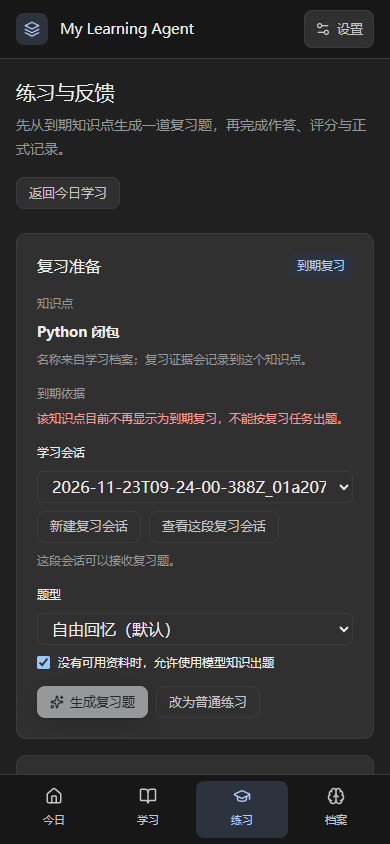 My Learning Agent
设置
练习与反馈
先从到期知识点生成一道复习题，再完成作答、评分与正
式记录。
返回今日学习
复习准备
到期复习
知识点
Python 闭包
名称来自学习档案；复习证据会记录到这个知识点。
到期依据
该知识点目前不再显示为到期复习，不能按复习任务出题。
学习会话
2026-11-23T09-24-00-388Z_01a207
新建复习会话
查看这段复习会话
这段会话可以接收复习题。
题型
自由回忆（默认）
没有可用资料时，允许使用模型知识出题
生成复习题
改为普通练习
今日
学习
练习
档案